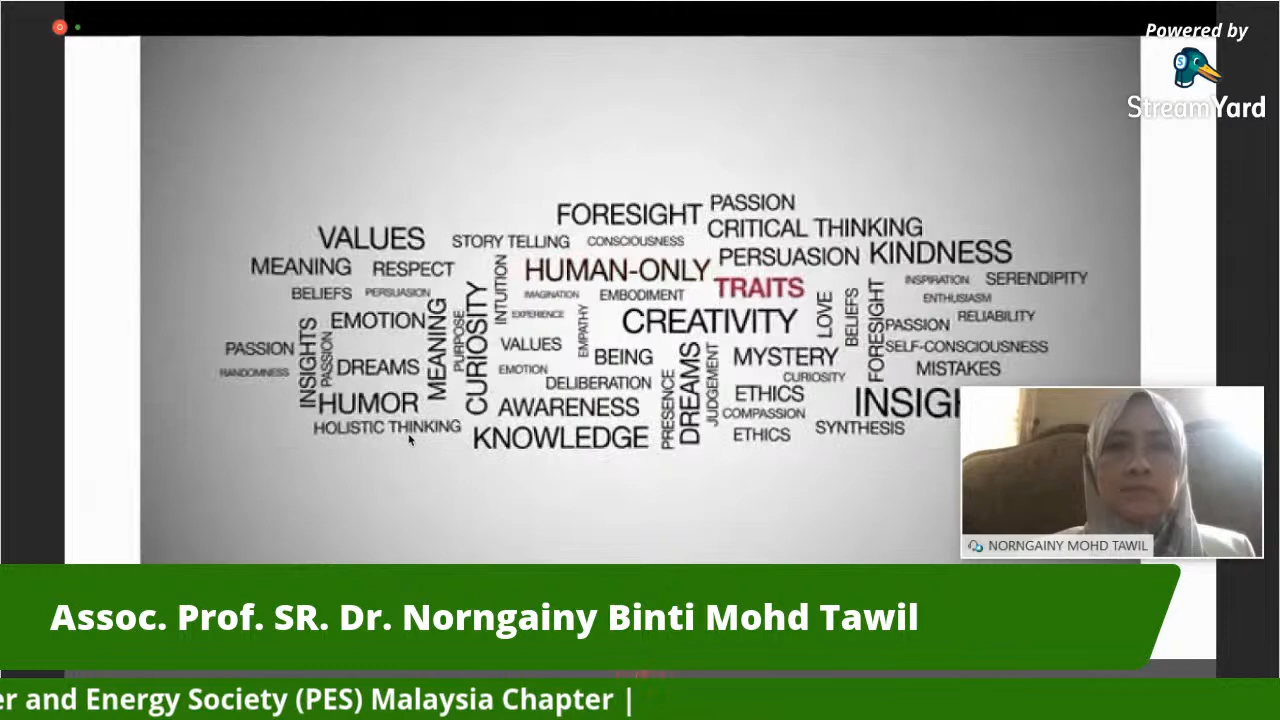 Powered by
StreamYard
FORESIGHT
PASSION
VALUES
STORY TELLING
CONSCIOUSNESS
CRITICAL THINKING
MEANING
RESPECT
HUMAN-ONLY
PERSUASION
KINDNESS
BELIEFS
PERSUASION
INTUITION
IMAGINATION
EMBODIMENT
TRAITS
INSPIRATION
SERENDIPITY
ENTHUSIASM
EMOTION
MEANING
PURPOSE
CURIOSITY
EXPERIENCE
EMPATHY
CREATIVITY
LOVE
BELIEFS
FORESIGHT
PASSION
RELIABILITY
PASSION
INSIGHTS
PASSION
VALUES
BEING
MYSTERY
SELF-CONSCIOUSNESS
RANDOMNESS
DREAMS
EMOTION
DELIBERATION
PRESENCE
DREAMS
JUDGEMENT
CURIOSITY
MISTAKES
HUMOR
AWARENESS
ETHICS
COMPASSION
INSIGH
HOLISTIC THINKING
KNOWLEDGE
ETHICS
SYNTHESIS
NORNGAINY MOHD TAWIL
Assoc. Prof. SR. Dr. Norngainy Binti Mohd Tawil
er and Energy Society (PES) Malaysia Chapter |